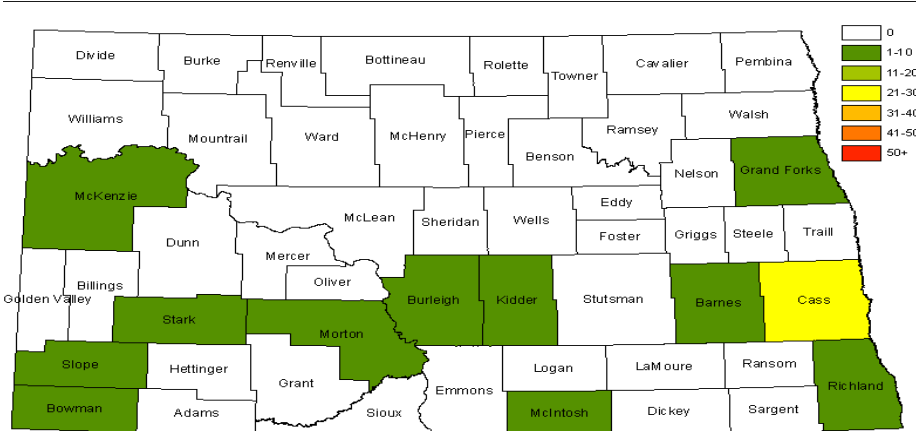 Divide
Burke
Renville
Bottineau
Rolette
Towner
Cavalier
Pembina
0
1-10
11-20
21-30
31-40
41-50
50+
Williams
Mountrail
Ward
McHenry
Pierce
Benson
Ramsey
Walsh
McKenzie
Nelson
Grand Forks
Dunn
McLean
Sheridan
Wells
Eddy
Foster
Griggs
Steele
Traill
Mercer
Oliver
Golden Valley
Billings
Stark
Morton
Burleigh
Kidder
Stutsman
Barnes
Cass
Slope
Hettinger
Grant
Emmons
Logan
LaMoure
Ransom
Richland
Bowman
Adams
Sioux
McIntosh
Dickey
Sargent